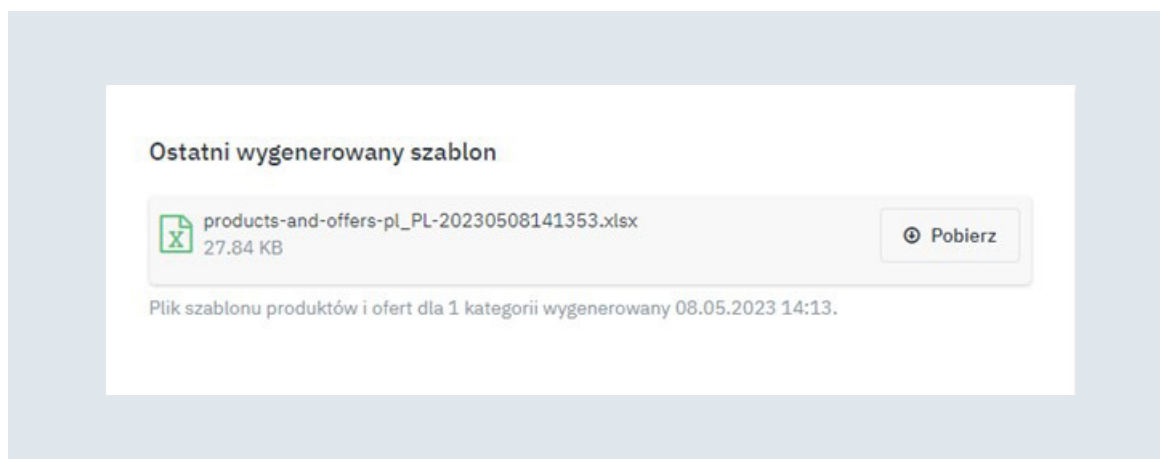 Ostatni wygenerowany szablon
products-and-offers-pl_PL-20230508141353.xlsx
27.84 KB
Pobierz
Plik szablonu produktów i ofert dla 1 kategorii wygenerowany 08.05.2023 14:13.